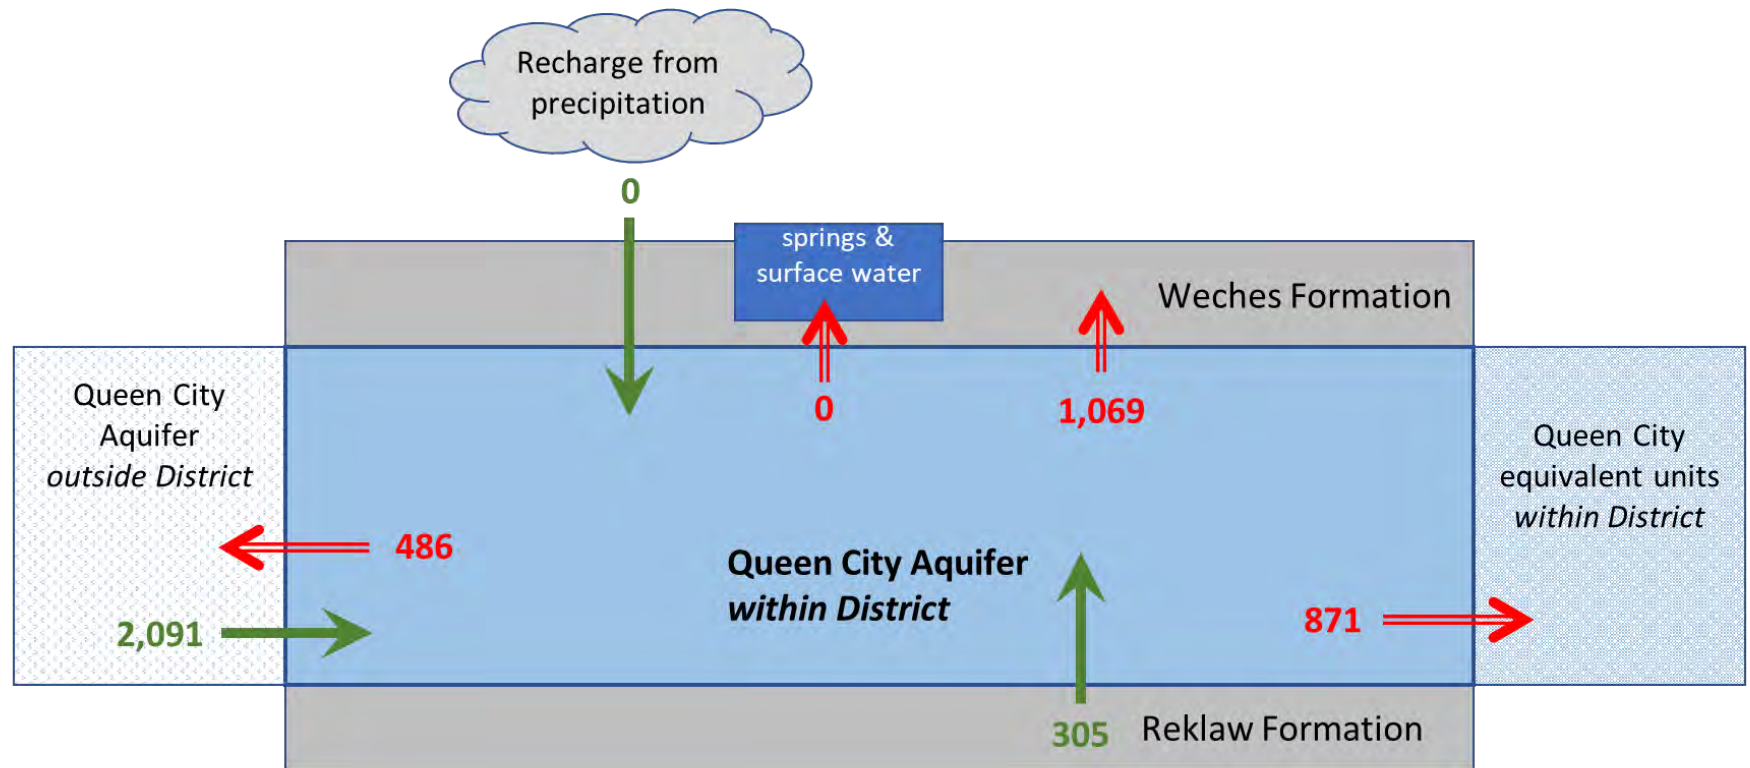 Recharge from
precipitation
0
springs &
surface water
Weches Formation
0
1,069
Queen City
Aquifer
outside District
Queen City
equivalent units
within District
486
Queen City Aquifer
within District
2,091
871
305
Reklaw Formation